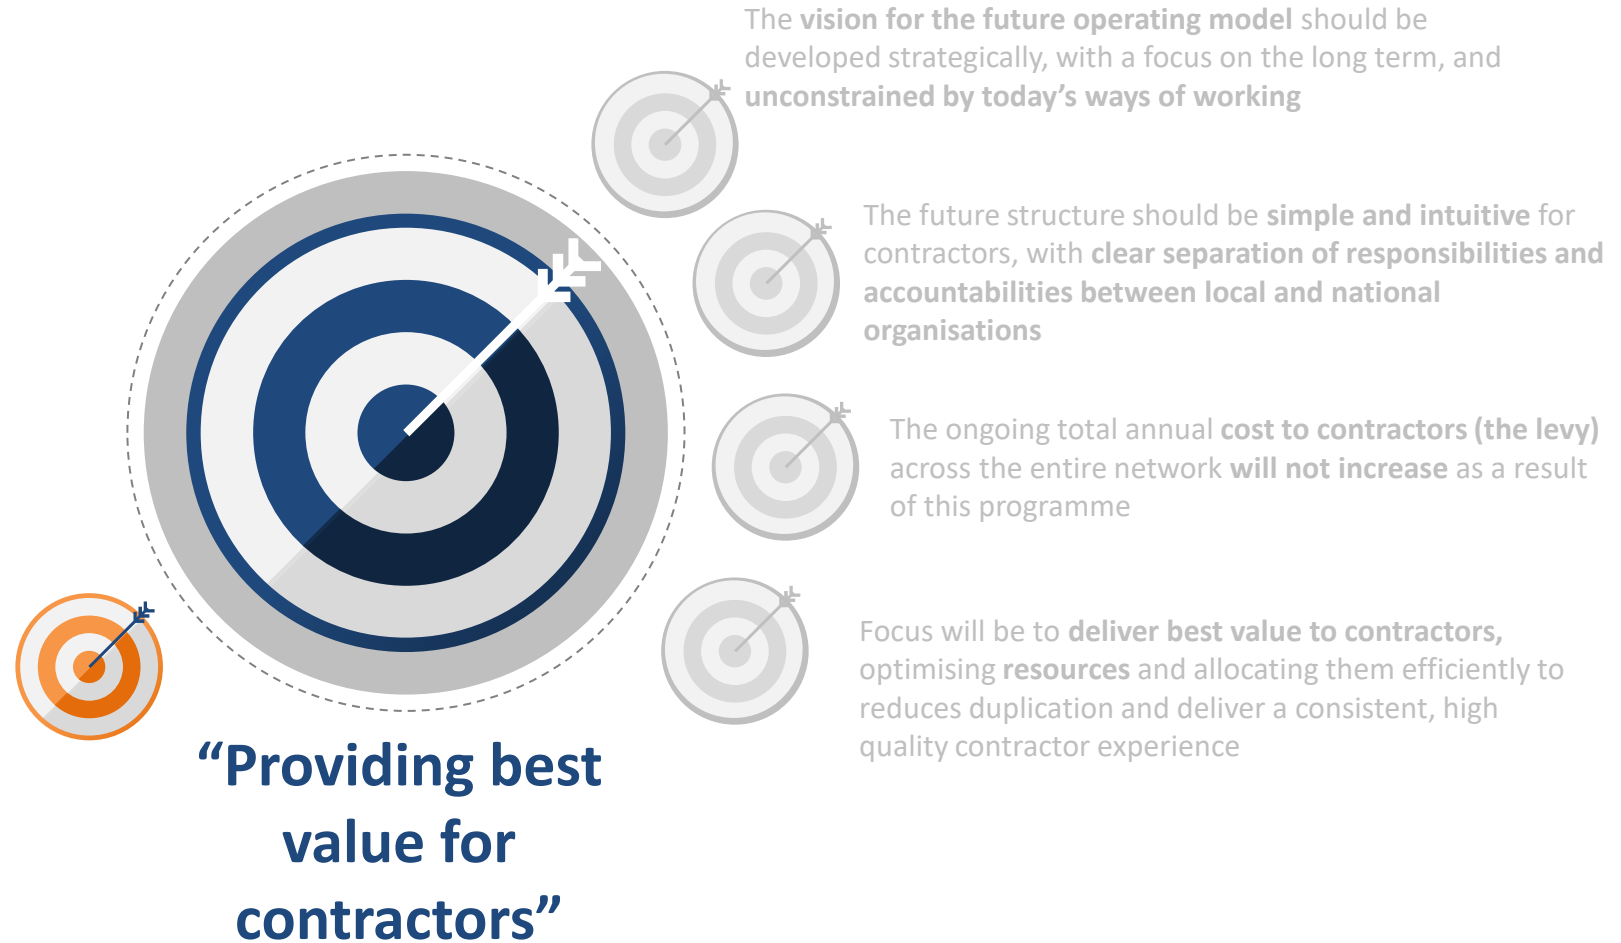 The vision for the future operating model should be
developed strategically, with a focus on the long term, and
unconstrained by today’s ways of working
The future structure should be simple and intuitive for
contractors, with clear separation of responsibilities and
accountabilities between local and national
organisations
The ongoing total annual cost to contractors (the levy)
across the entire network will not increase as a result
of this programme
Focus will be to deliver best value to contractors,
optimising resources and allocating them efficiently to
reduces duplication and deliver a consistent, high
quality contractor experience
“Providing best
value for
contractors”